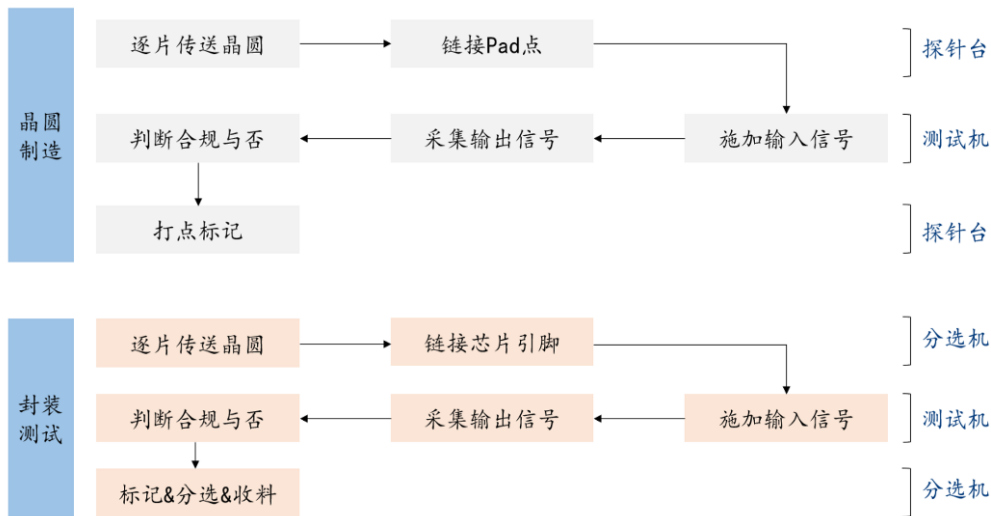 晶圆
制造
逐片传送晶圆
链接Pad点
探针台
判断合规与否
采集输出信号
施加输入信号
测试机
打点标记
探针台
封装
测试
逐片传送晶圆
链接芯片引脚
分选机
判断合规与否
采集输出信号
施加输入信号
测试机
标记&分选&收料
分选机